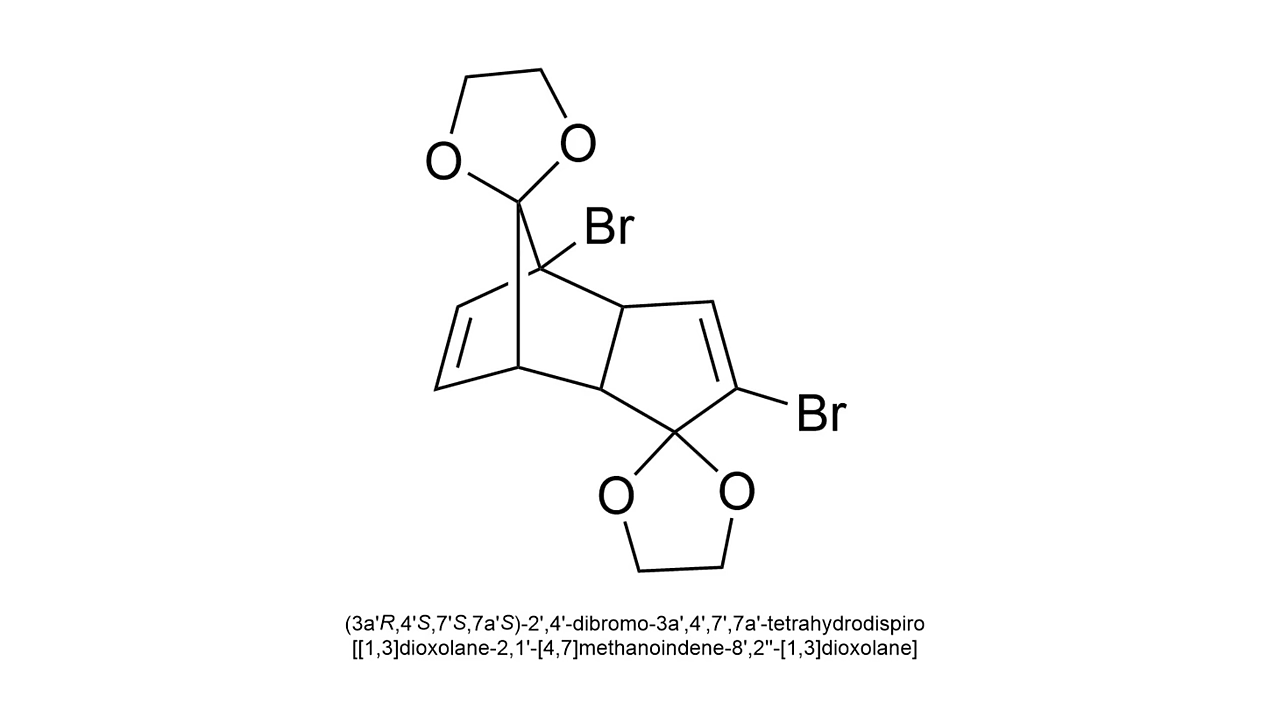 O
O
Br
Br
O
O
(3a'R,4'S,7'S,7a'S)-2',4'-dibromo-3a',4',7',7a'-tetrahydrodispiro
[[1,3]dioxolane-2,1'-[4,7]methanoindene-8',2''-[1,3]dioxolane]